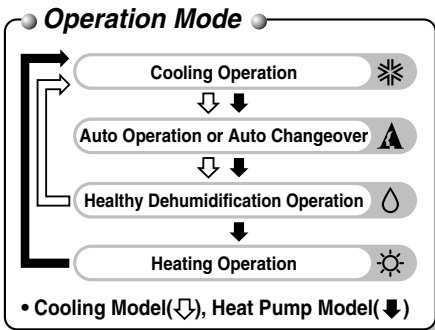 Operation Mode
Cooling Operation
Auto Operation or Auto Changeover
Healthy Dehumidification Operation
Heating Operation
• Cooling Model(⇩), Heat Pump Model(⬇)